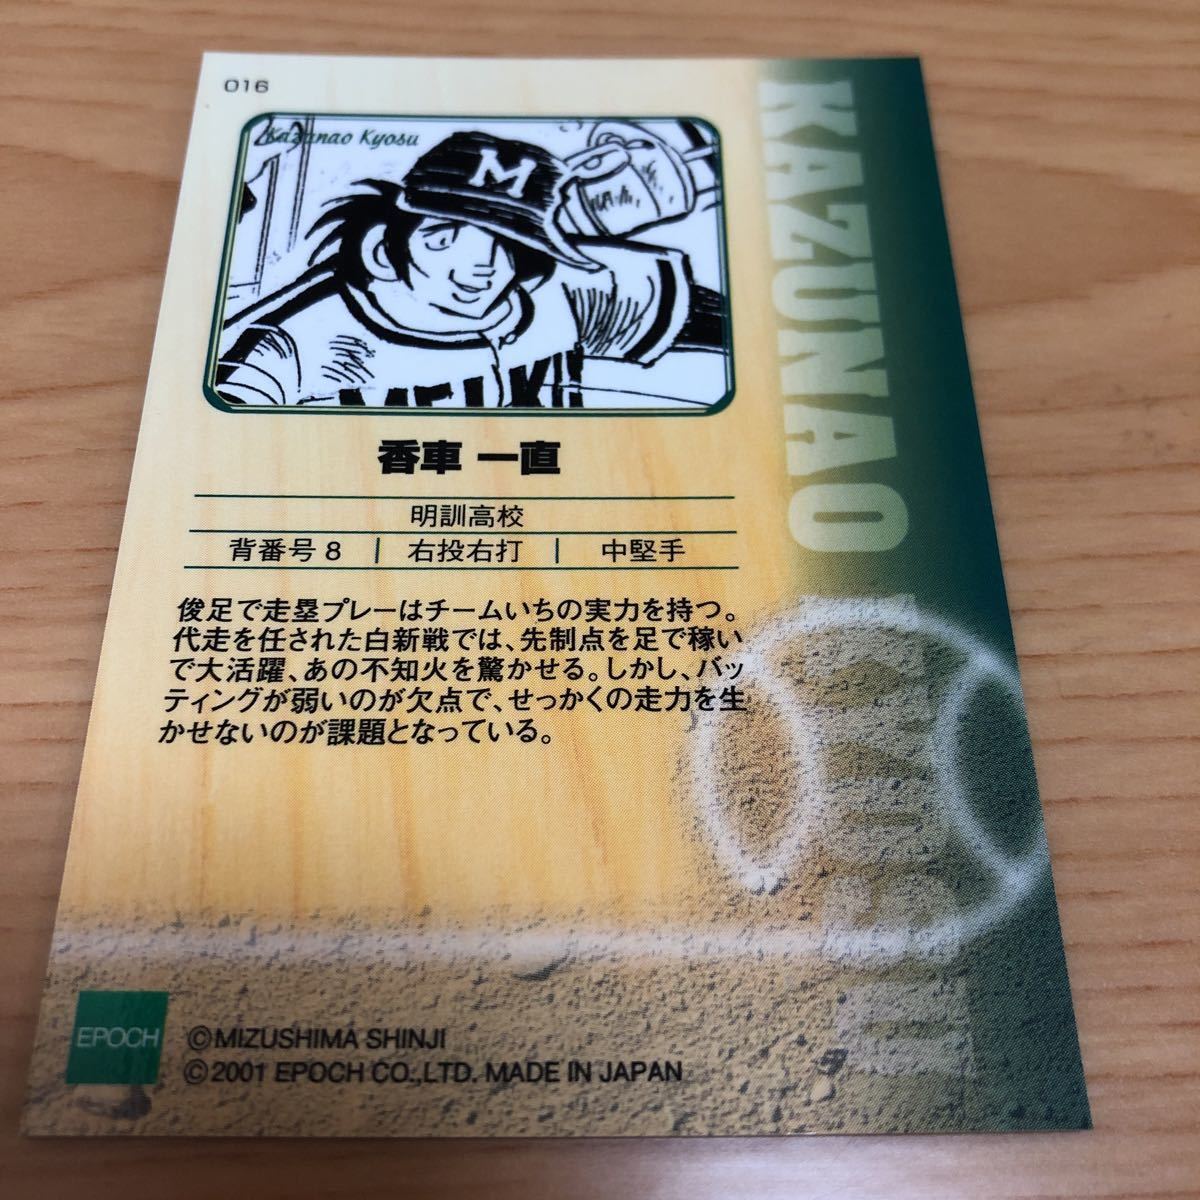 016
Kazunao Kyosu
M
MEIKU
香車 一直
明訓高校
背番号 8 | 右投右打 | 中堅手
俊足で走塁プレーはチームいちの実力を持つ。
代走を任された白新戦では、先制点を足で稼い
で大活躍、あの不知火を驚かせる。しかし、バッ
ティングが弱いのが欠点で、せっかくの走力を生
かせないのが課題となっている。
KAZUNAO KYOSU
EPOCH
©MIZUSHIMA SHINJI
©2001 EPOCH CO.,LTD. MADE IN JAPAN